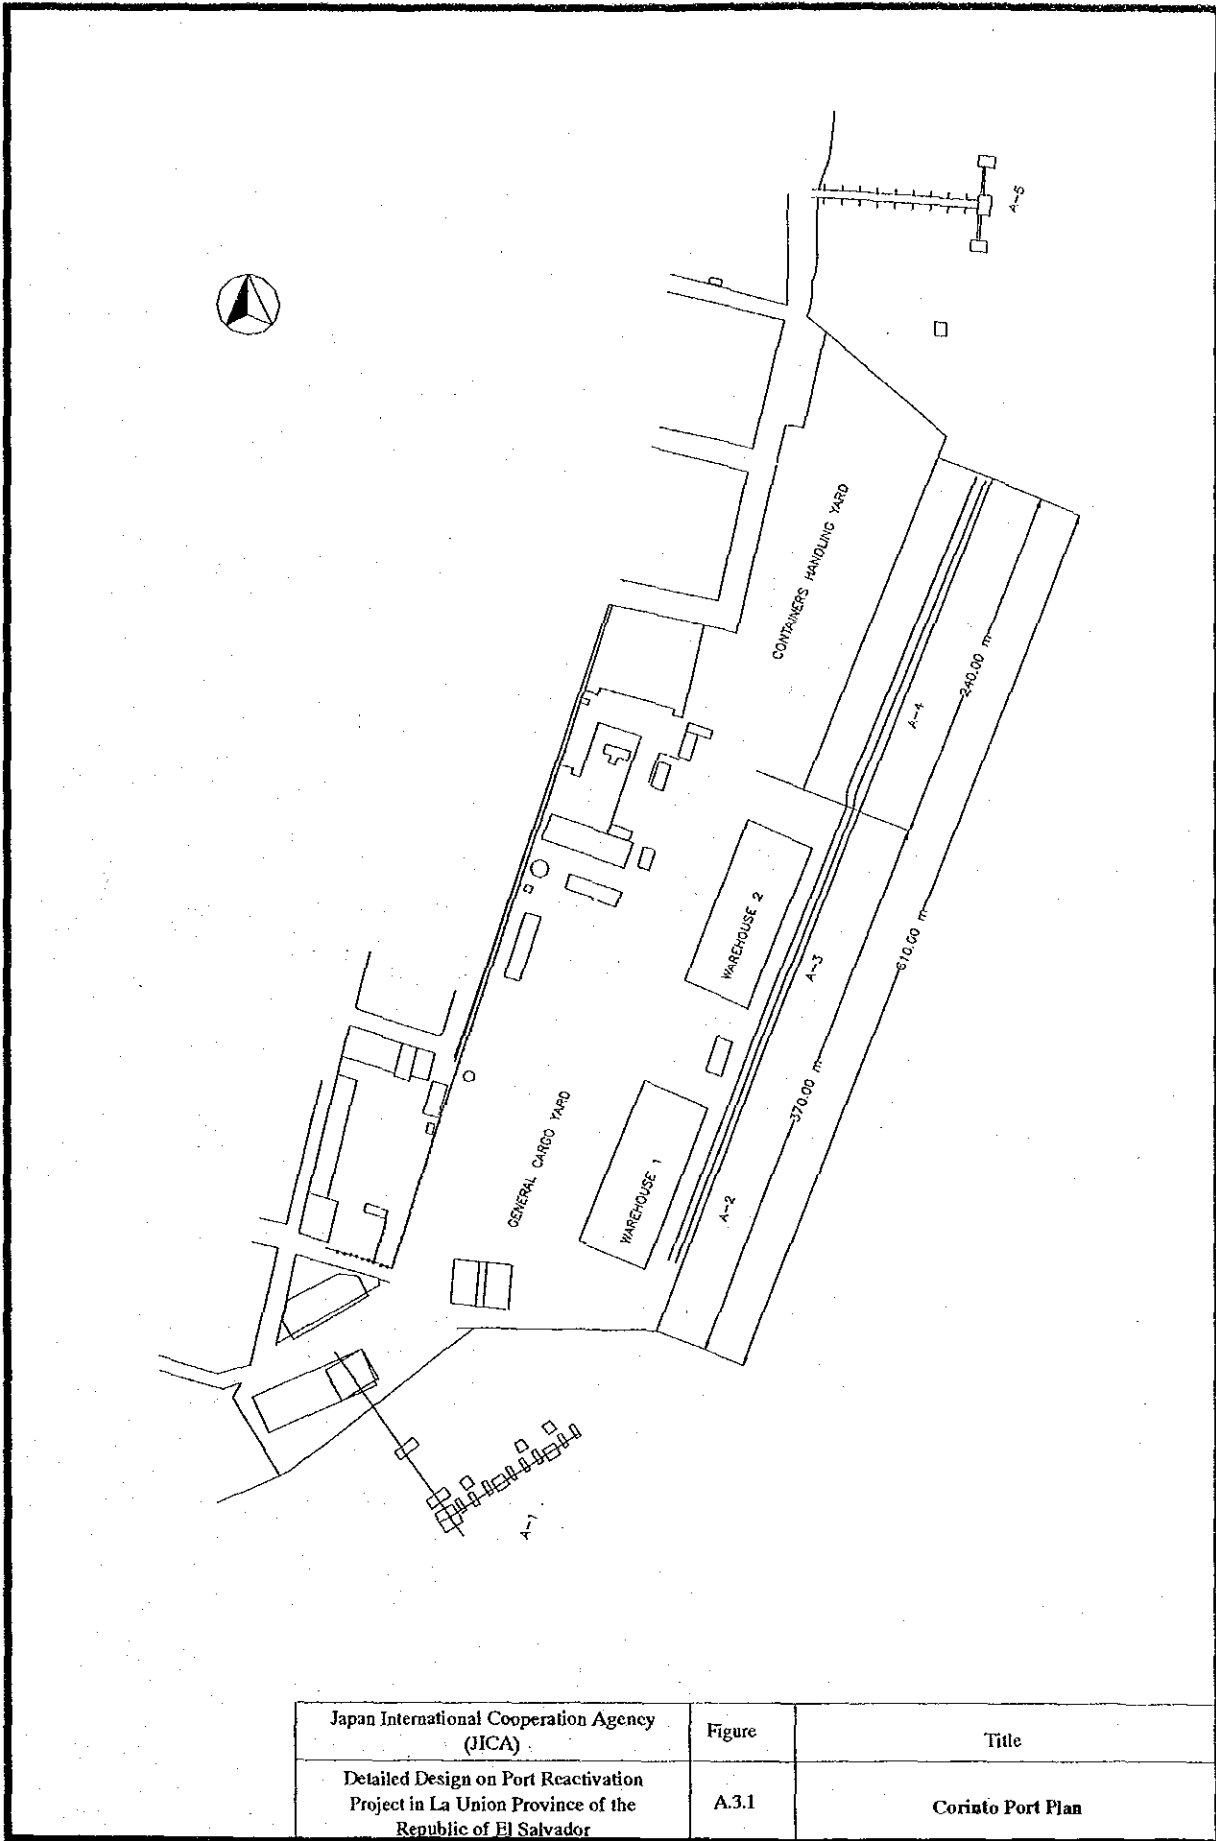 A-5
CONTAINERS HANDLING YARD
240.00 m
A-4
610.00 m
WAREHOUSE 2
A-3
370.00 m
GENERAL CARGO YARD
WAREHOUSE 1
A-2
A-1
Japan International Cooperation Agency
(JICA)
Figure
Title
Detailed Design on Port Reactivation
Project in La Union Province of the
Republic of El Salvador
A.3.1
Corinto Port Plan